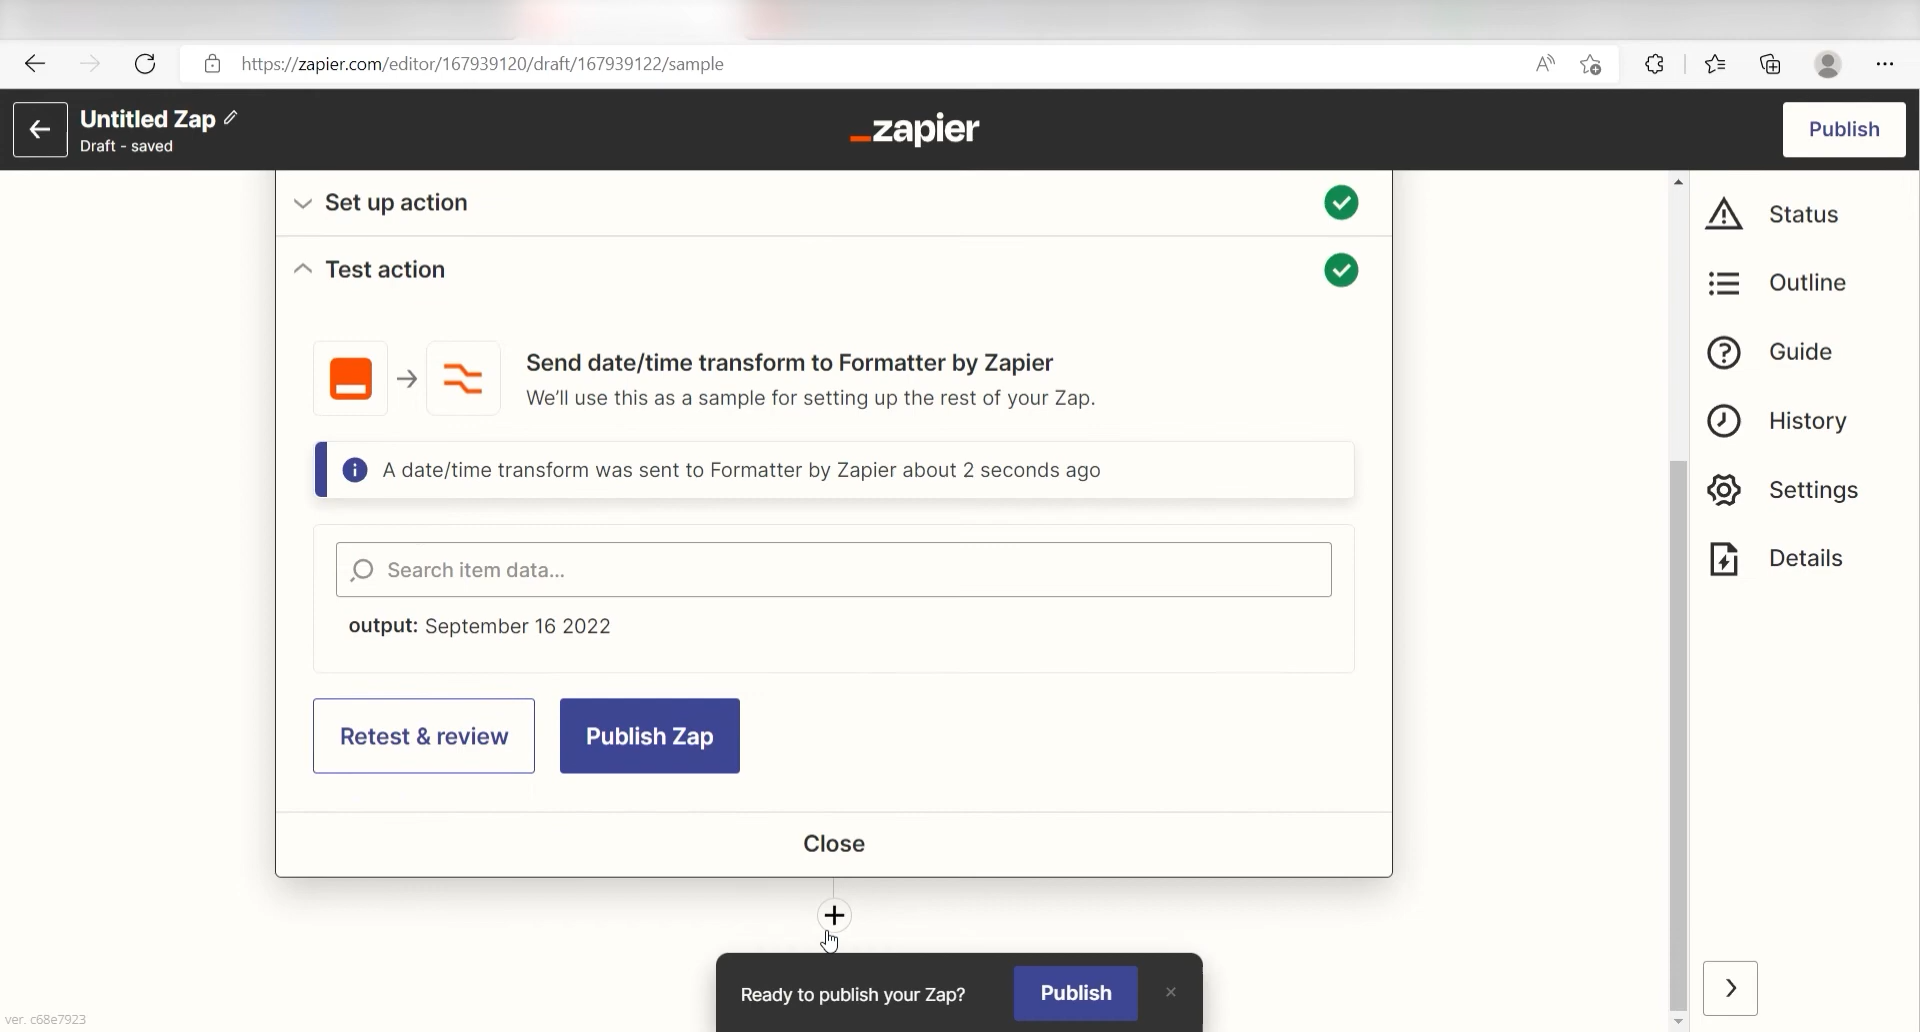 https://zapier.com/editor/167939120/draft/167939122/sample
Untitled Zap
Draft - saved
_zapier
Publish
Set up action
Test action
Send date/time transform to Formatter by Zapier
We'll use this as a sample for setting up the rest of your Zap.
A date/time transform was sent to Formatter by Zapier about 2 seconds ago
Search item data...
output: September 16 2022
Retest & review
Publish Zap
Close
Ready to publish your Zap?
Publish
Status
Outline
Guide
History
Settings
Details
ver. c68e7923